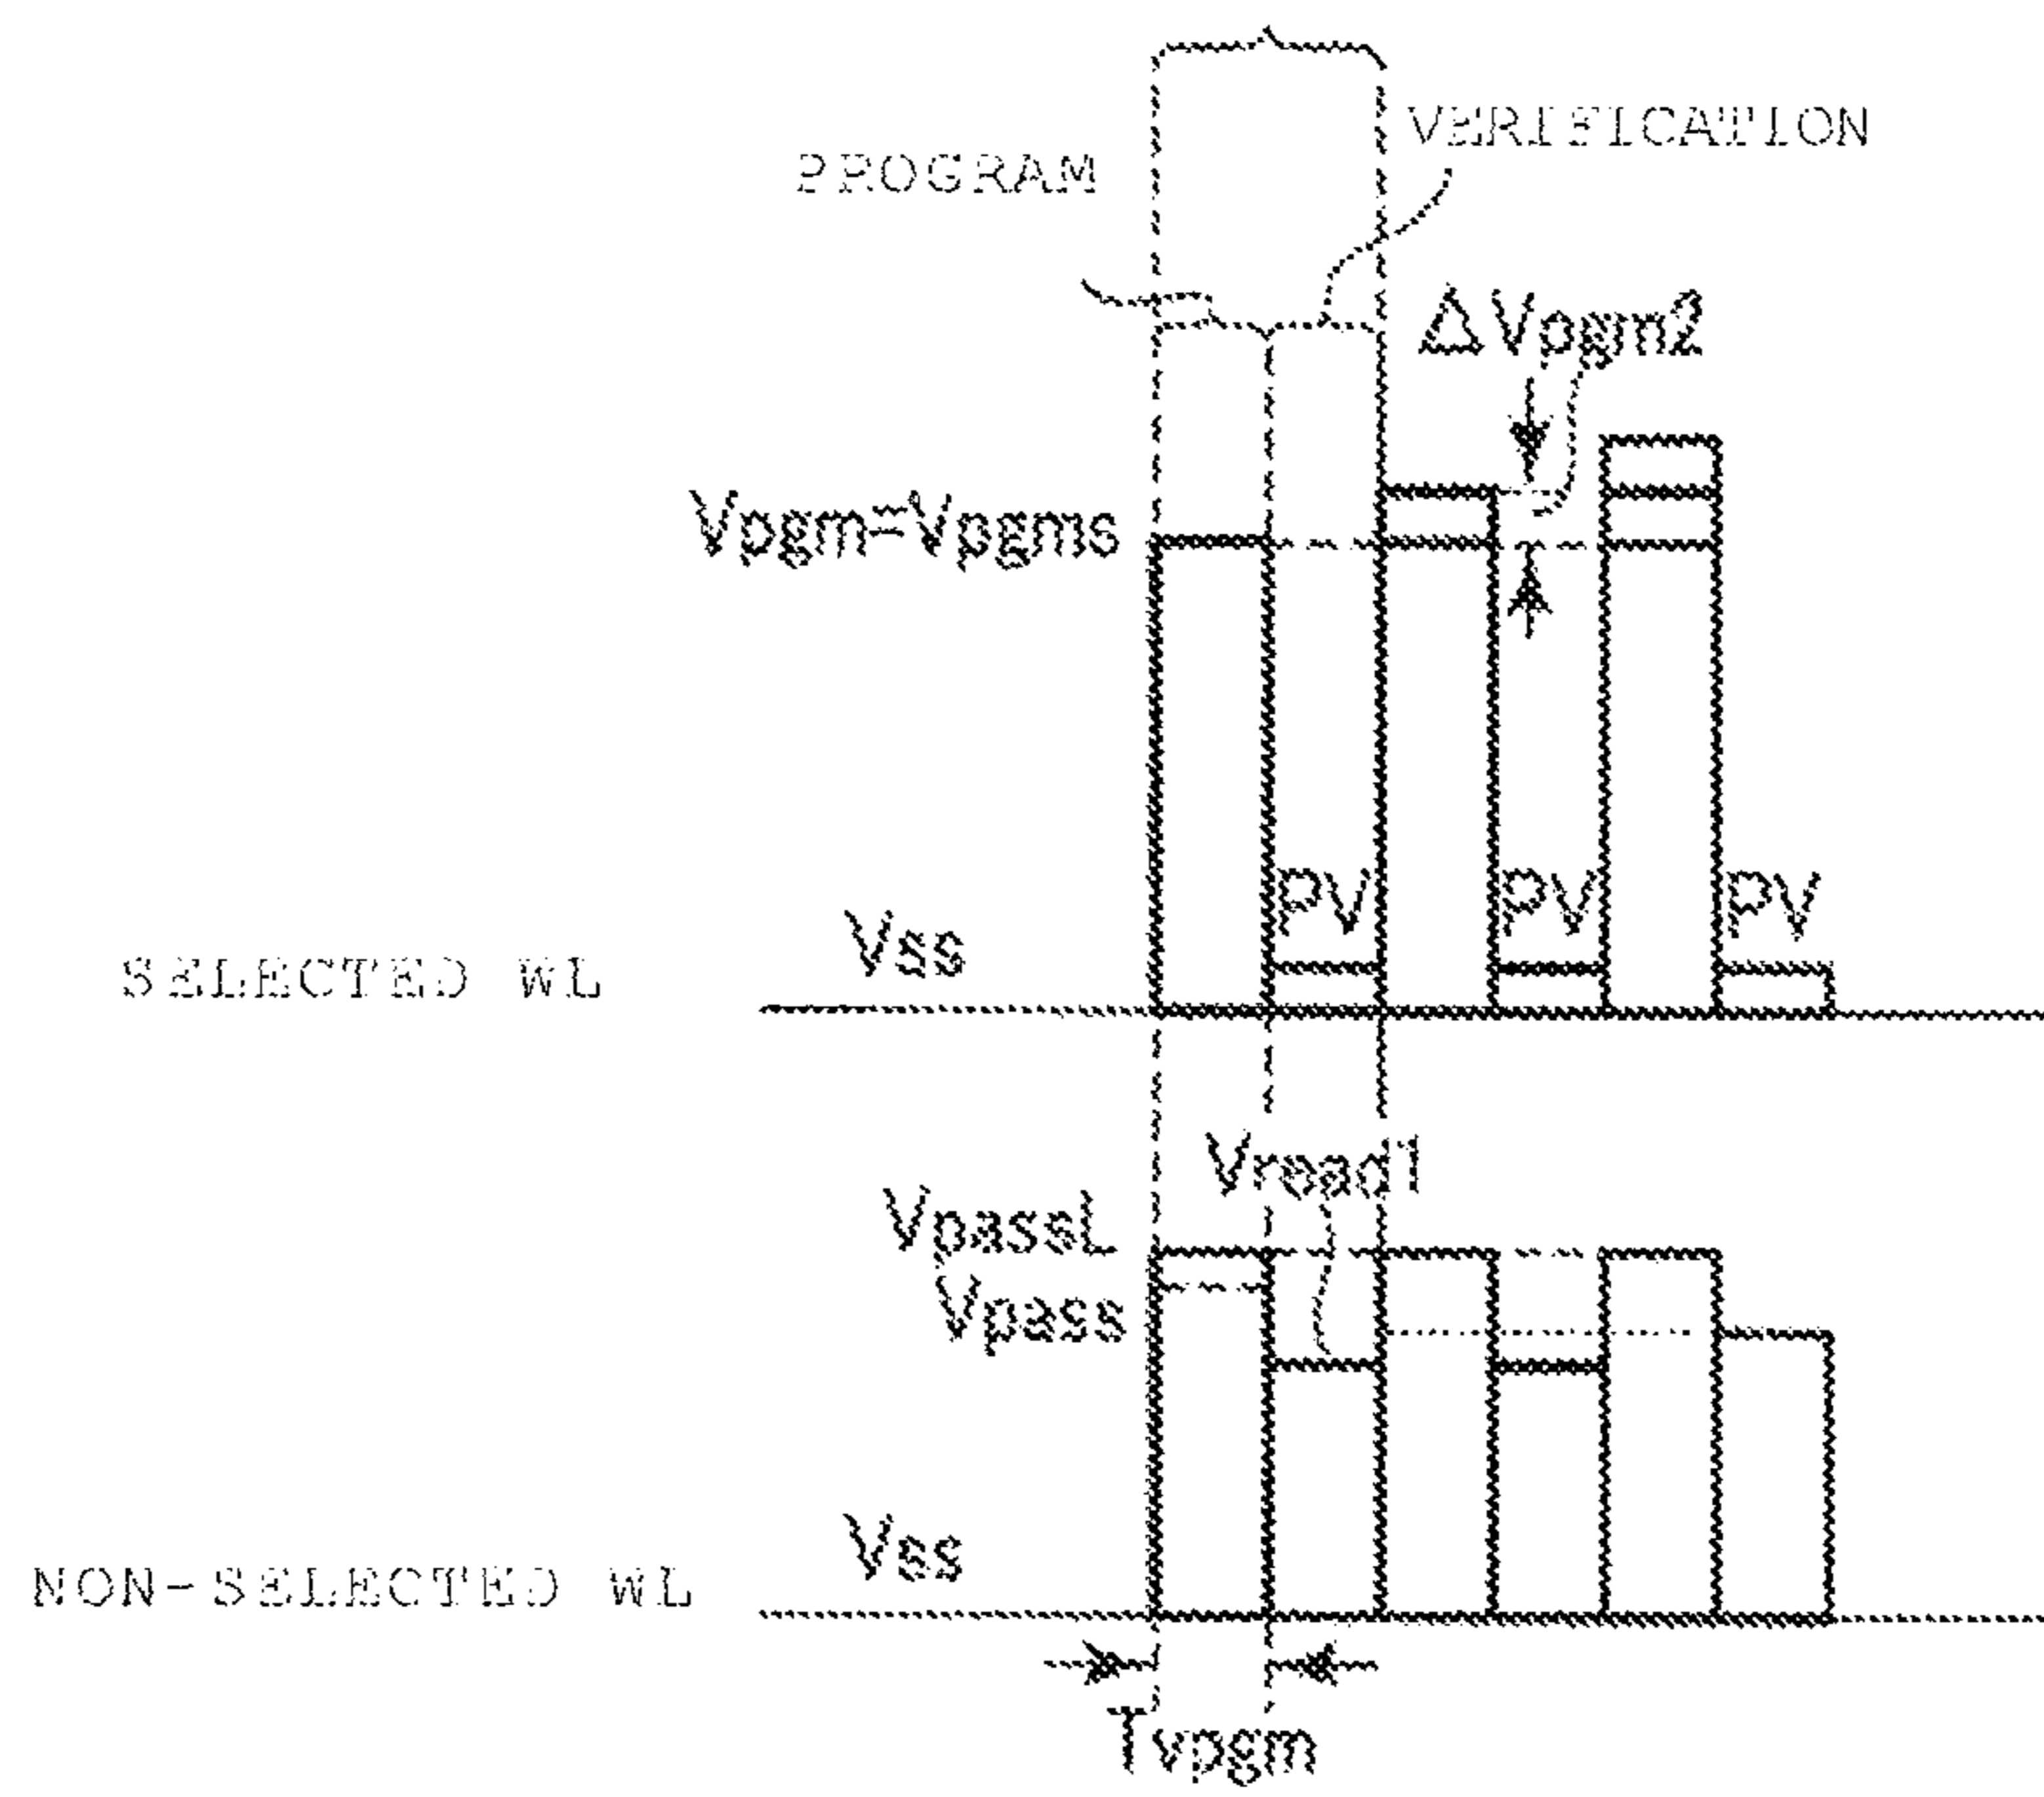 VERIFICATION
PROGRAM
ΔVpgm2
Vpgm=Vpgms
PV PV PV
Vss
SELECTED WL
Vread1
VpassL
Vpass
Vss
NON-SELECTED WL
Tvpgm